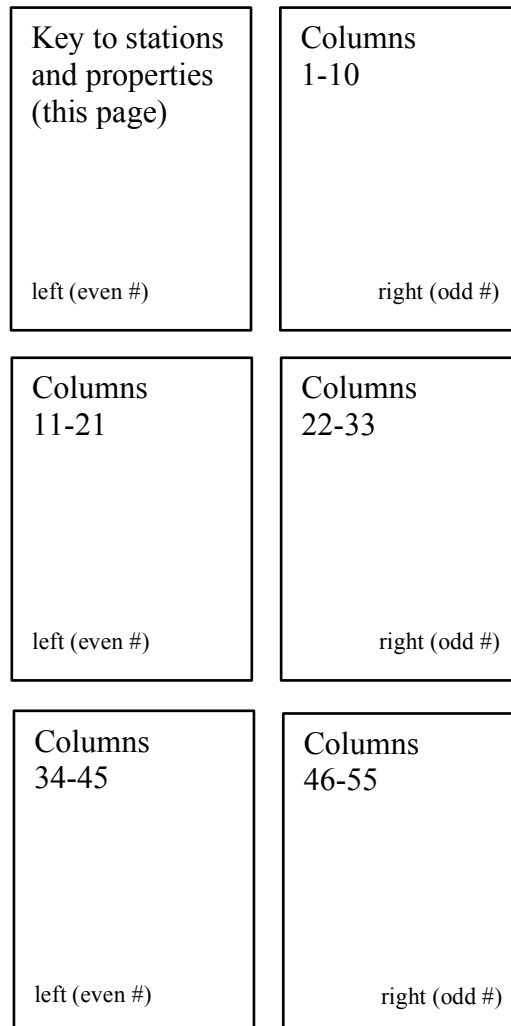 Key to stations
and properties
(this page)
left (even #)
Columns
1-10
right (odd #)
Columns
11-21
left (even #)
Columns
22-33
right (odd #)
Columns
34-45
left (even #)
Columns
46-55
right (odd #)